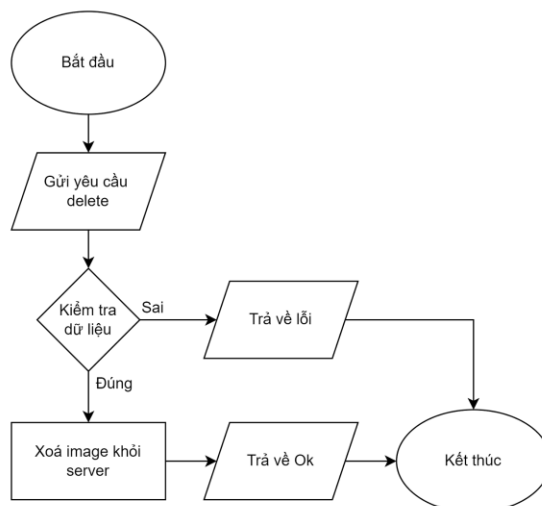 Bắt đầu
Gửi yêu cầu
delete
Kiểm tra
dữ liệu
Sai
Trả về lỗi
Đúng
Xoá image khỏi
server
Trả về Ok
Kết thúc